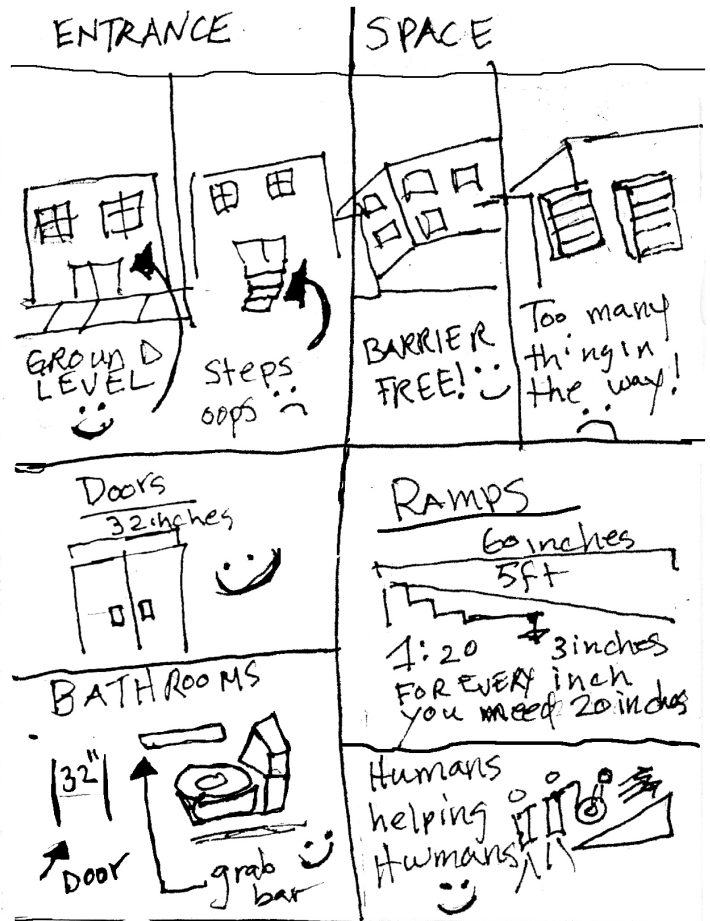 ENTRANCE
SPACE
GROUND
LEVEL
Steps
oops
BARRIER
FREE!
Too many
thing in
the way!
Doors
32 inches
RAMPS
60 inches
5ft
1:20 3 inches
FOR EVERY inch
you need 20 inches
BATHROOMS
32"
Door
grab
bar
Humans
helping
Humans